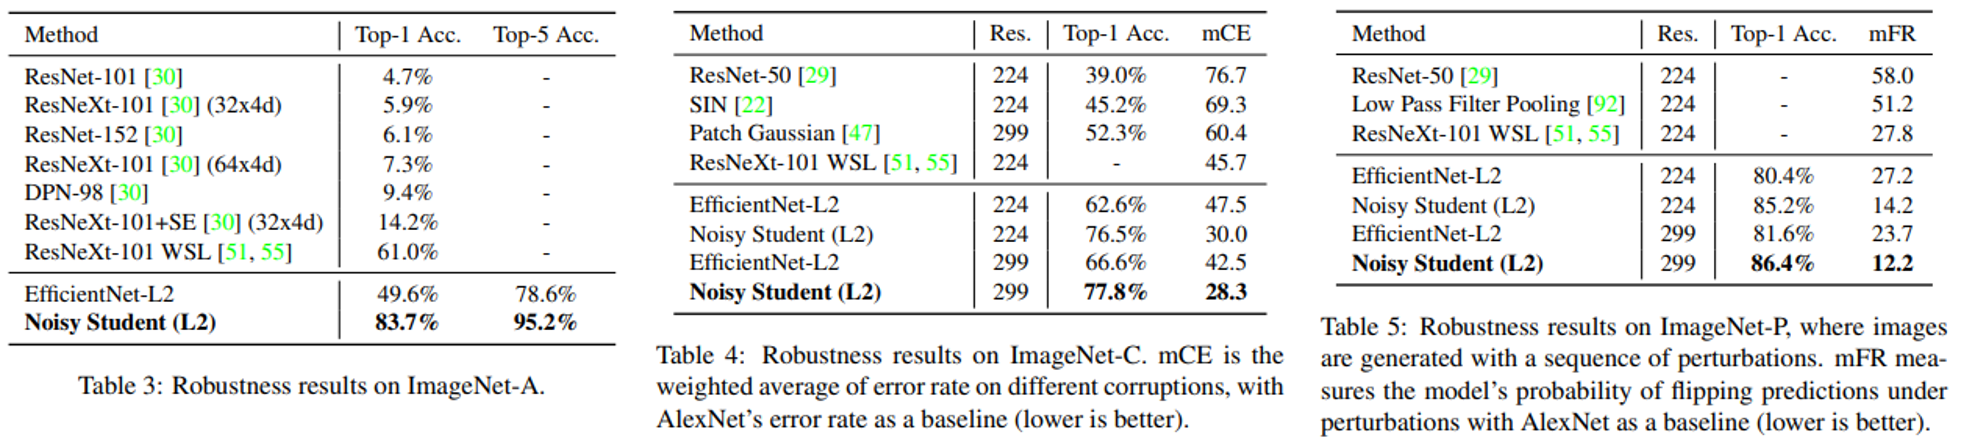 Method Top-1 Acc. Top-5 Acc.
ResNet-101 [30] 4.7% -
ResNeXt-101 [30] (32x4d) 5.9% -
ResNet-152 [30] 6.1% -
ResNeXt-101 [30] (64x4d) 7.3% -
DPN-98 [30] 9.4% -
ResNeXt-101+SE [30] (32x4d) 14.2% -
ResNeXt-101 WSL [51, 55] 61.0% -
EfficientNet-L2 49.6% 78.6%
Noisy Student (L2) 83.7% 95.2%
Table 3: Robustness results on ImageNet-A.
Method Res. Top-1 Acc. mCE
ResNet-50 [29] 224 39.0% 76.7
SIN [22] 224 45.2% 69.3
Patch Gaussian [47] 299 52.3% 60.4
ResNeXt-101 WSL [51, 55] 224 - 45.7
EfficientNet-L2 224 62.6% 47.5
Noisy Student (L2) 224 76.5% 30.0
EfficientNet-L2 299 66.6% 42.5
Noisy Student (L2) 299 77.8% 28.3
Table 4: Robustness results on ImageNet-C. mCE is the
weighted average of error rate on different corruptions, with
AlexNet's error rate as a baseline (lower is better).
Method Res. Top-1 Acc. mFR
ResNet-50 [29] 224 - 58.0
Low Pass Filter Pooling [92] 224 - 51.2
ResNeXt-101 WSL [51, 55] 224 - 27.8
EfficientNet-L2 224 80.4% 27.2
Noisy Student (L2) 224 85.2% 14.2
EfficientNet-L2 299 81.6% 23.7
Noisy Student (L2) 299 86.4% 12.2
Table 5: Robustness results on ImageNet-P, where images
are generated with a sequence of perturbations. mFR mea-
sures the model's probability of flipping predictions under
perturbations with AlexNet as a baseline (lower is better).